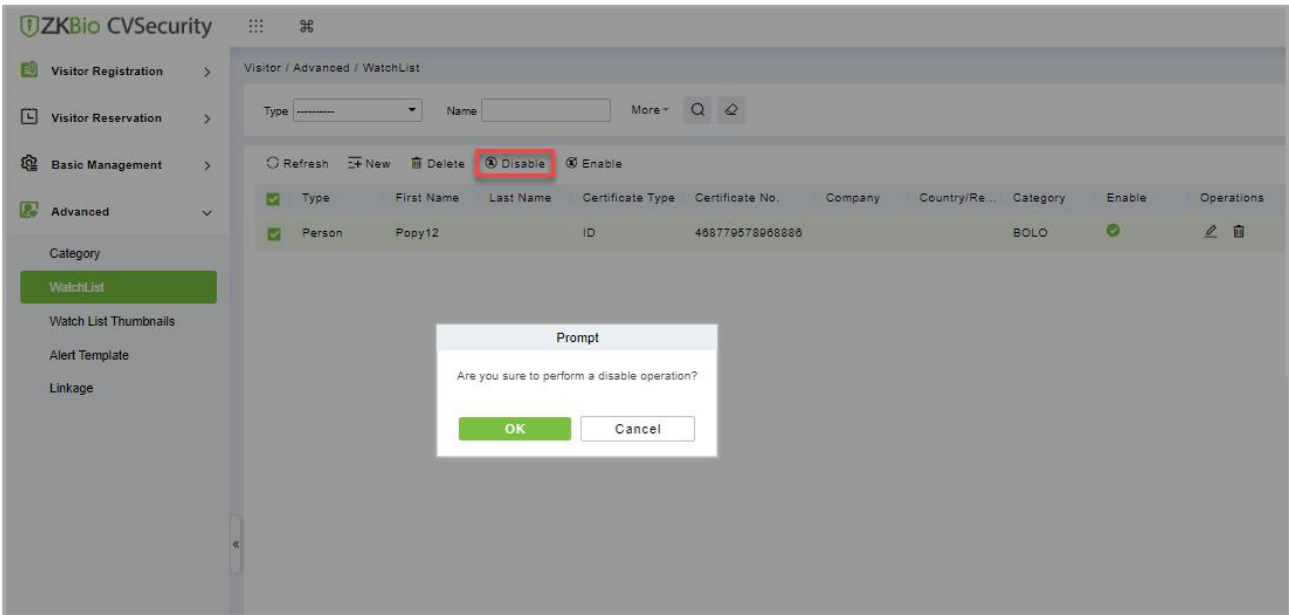 ZKBio CVSecurity
Visitor Registration
Visitor Reservation
Basic Management
Advanced
Category
WatchList
Watch List Thumbnails
Alert Template
Linkage
Visitor / Advanced / WatchList
Type ---------- Name More
Refresh New Delete Disable Enable
Type First Name Last Name Certificate Type Certificate No. Company Country/Re... Category Enable Operations
Person Popy12 ID 468779578968886 BOLO
Prompt
Are you sure to perform a disable operation?
OK Cancel